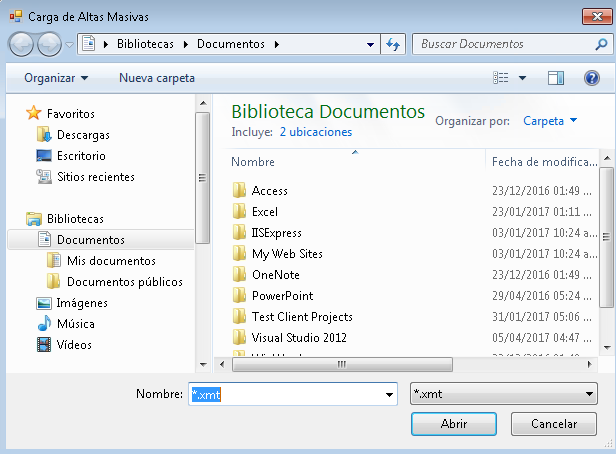 Carga de Altas Masivas
Bibliotecas Documentos
Buscar Documentos
Organizar Nueva carpeta
Favoritos
Descargas
Escritorio
Sitios recientes
Bibliotecas
Documentos
Mis documentos
Documentos públicos
Imágenes
Música
Vídeos
Biblioteca Documentos
Incluye: 2 ubicaciones
Organizar por: Carpeta
Nombre Fecha de modifica...
Access 23/12/2016 01:49 ...
Excel 23/01/2017 01:11 ...
IISExpress 03/01/2017 10:24 a...
My Web Sites 03/01/2017 10:24 a...
OneNote 23/12/2016 01:49 ...
PowerPoint 29/04/2016 05:24 ...
Test Client Projects 31/01/2017 05:06 ...
Visual Studio 2012 05/04/2017 04:47 ...
Nombre: *.xmt *.xmt
Abrir Cancelar